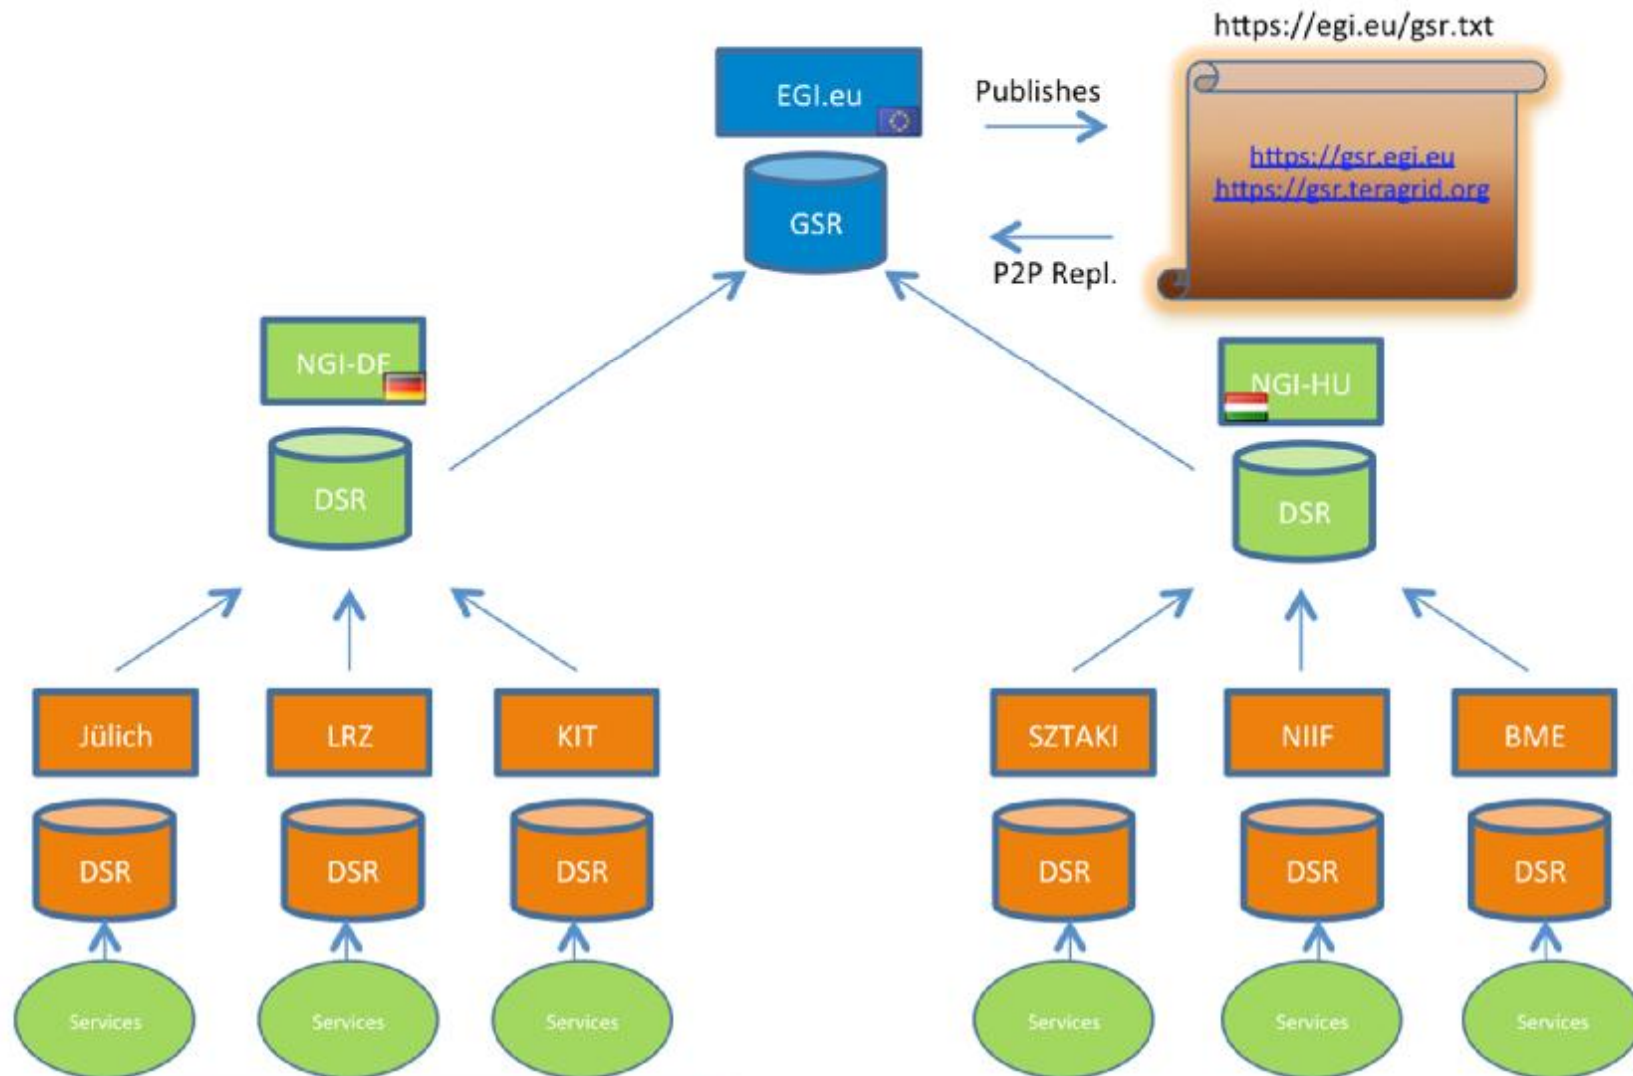 https://egi.eu/gsr.txt
EGI.eu
Publishes
https://gsr.egi.eu
https://gsr.teragrid.org
GSR
P2P Repl.
NGI-DE
NGI-HU
DSR
DSR
Jülich
LRZ
KIT
SZTAKI
NIIF
BME
DSR
DSR
DSR
DSR
DSR
DSR
Services
Services
Services
Services
Services
Services